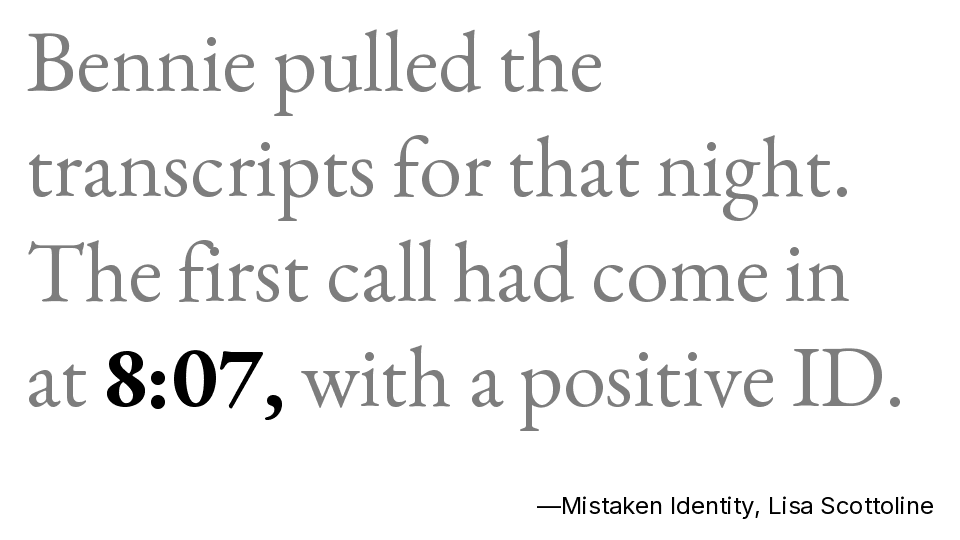 Bennie pulled the
transcripts for that night.
The first call had come in
at 8:07, with a positive ID.
—Mistaken Identity, Lisa Scottoline